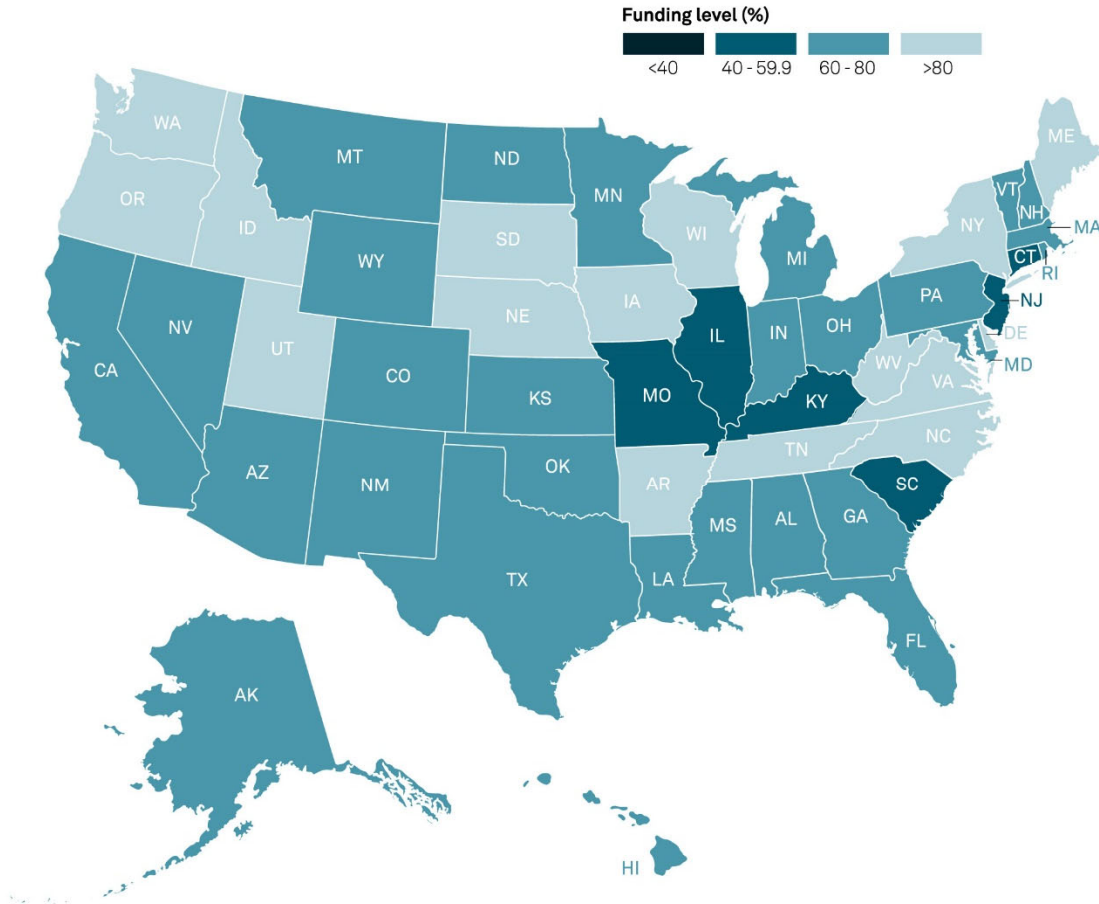 Funding level (%)
<40 40 - 59.9 60 - 80 >80
WA
ME
MT ND
VT
MN
OR
NH
ID
WI NY
MA
SD
CT
WY
MI
RI
PA
NJ
IA
NE
OH
DE
NV
IL IN
UT
MD
WV
CA
CO
VA
KS MO
KY
NC
TN
OK
AZ
NM
AR
SC
MS AL GA
TX
LA
FL
AK
HI